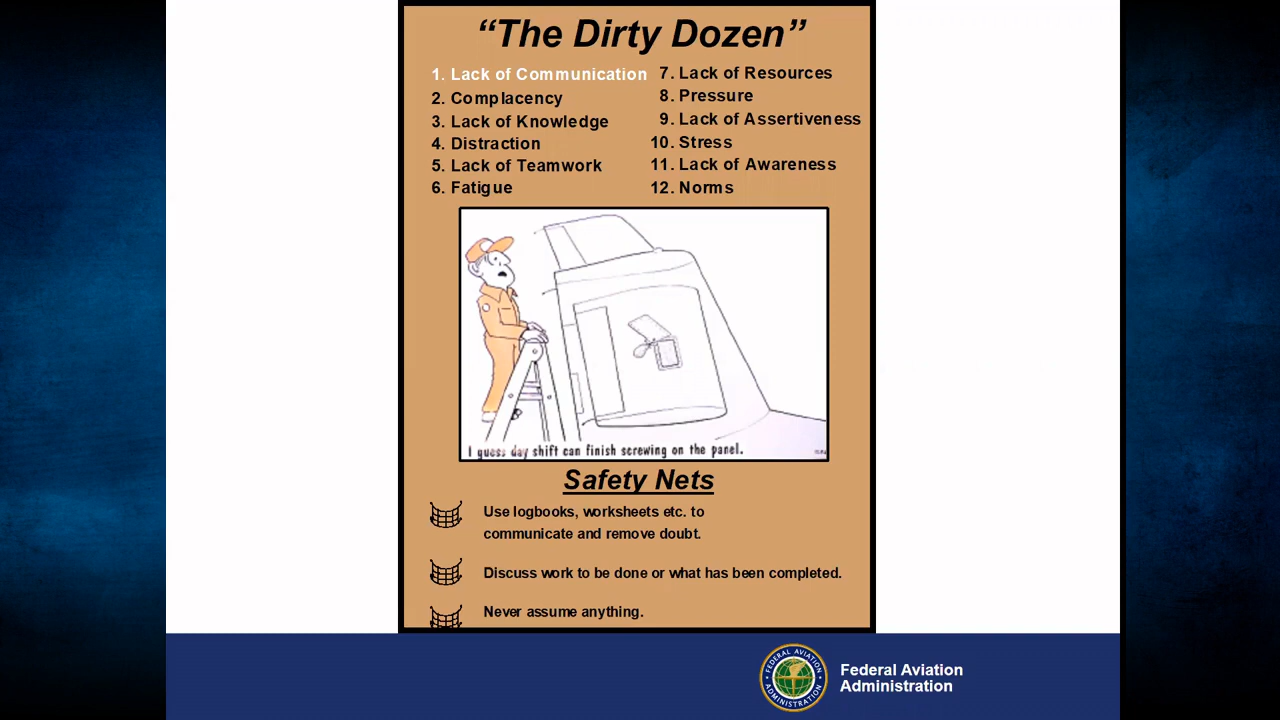 "The Dirty Dozen"
1. Lack of Communication
2. Complacency
3. Lack of Knowledge
4. Distraction
5. Lack of Teamwork
6. Fatigue
7. Lack of Resources
8. Pressure
9. Lack of Assertiveness
10. Stress
11. Lack of Awareness
12. Norms
I guess day shift can finish screwing on the panel.
Safety Nets
Use logbooks, worksheets etc. to
communicate and remove doubt.
Discuss work to be done or what has been completed.
Never assume anything.
FEDERAL AVIATION
ADMINISTRATION
Federal Aviation
Administration